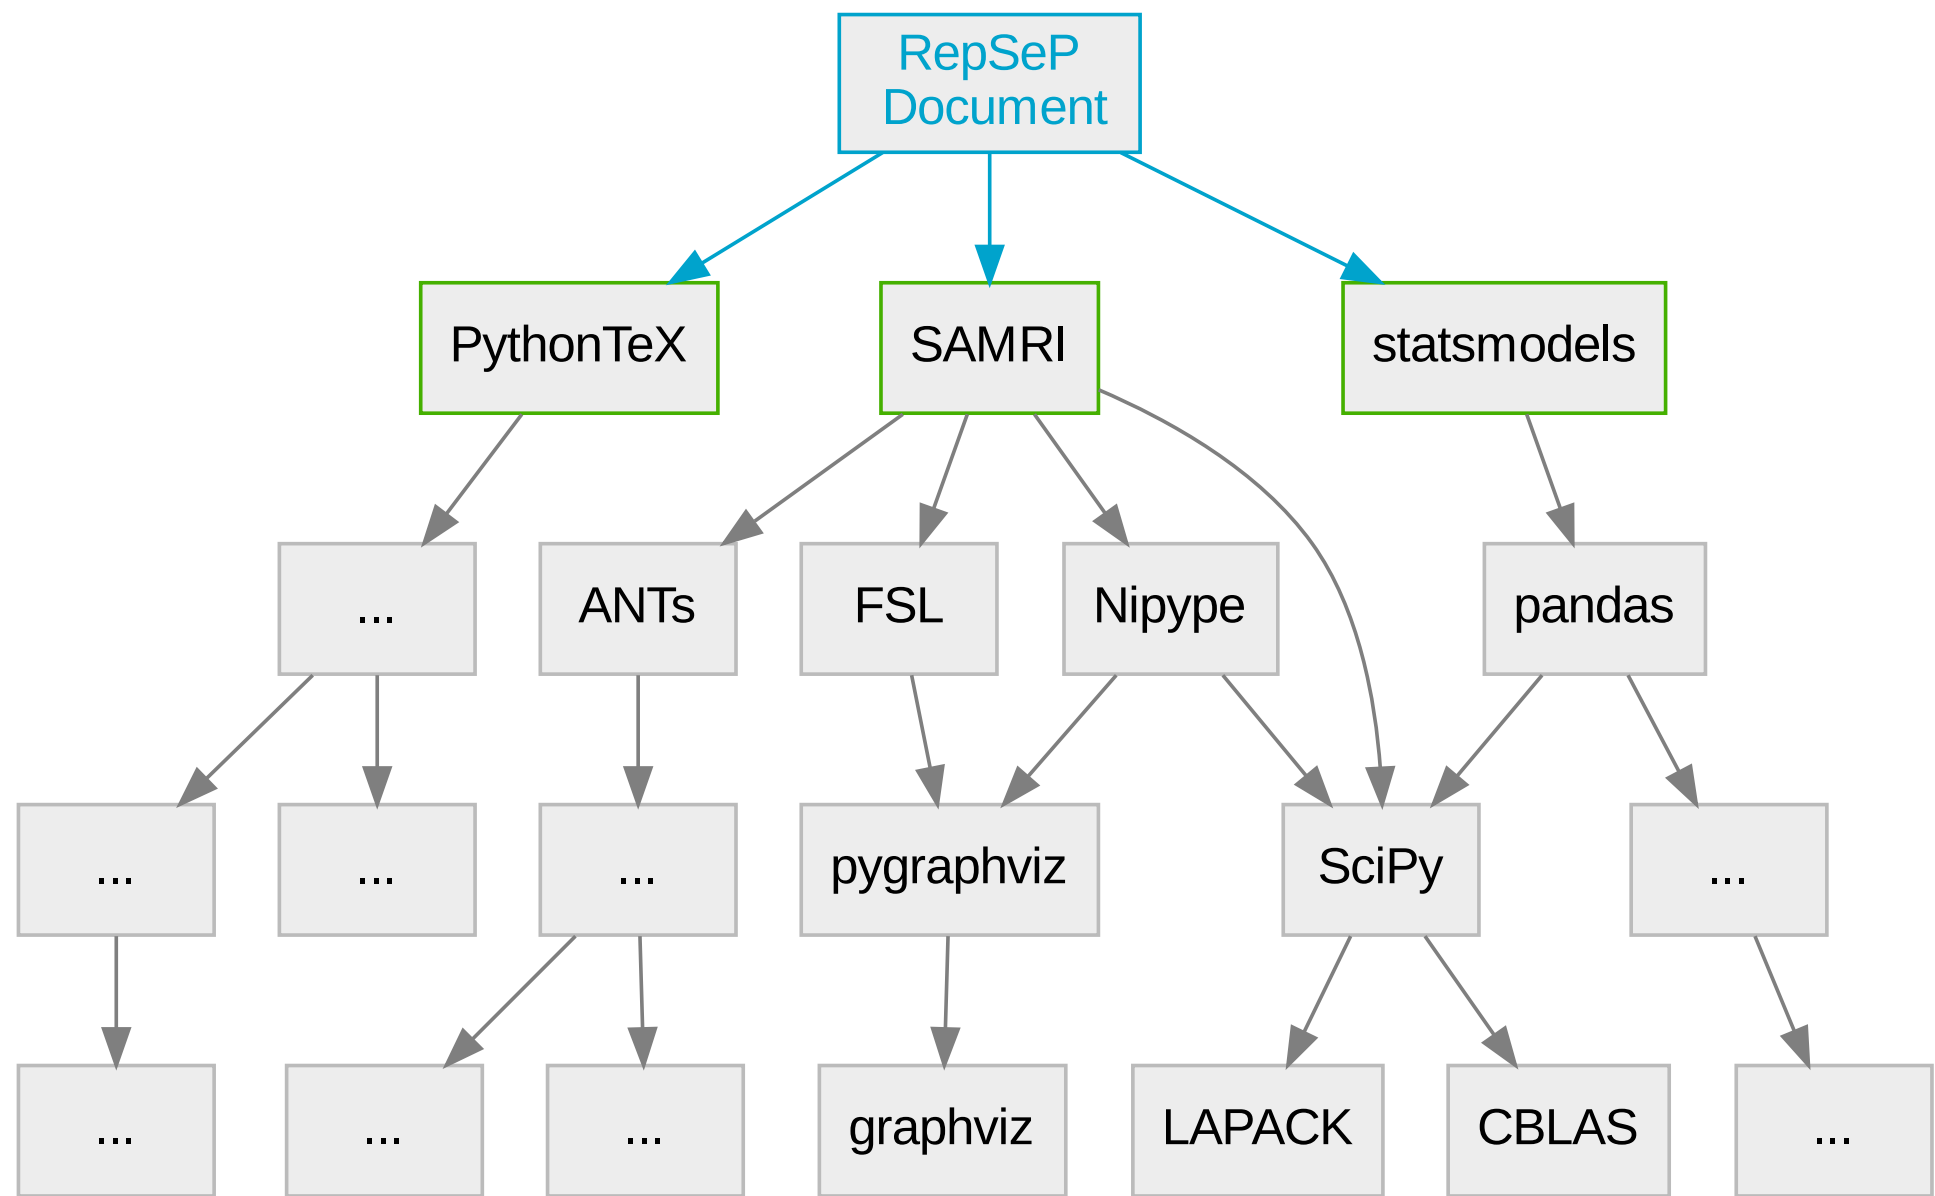 RepSeP
Document
PythonTeX
SAMRI
statsmodels
...
ANTs
FSL
Nipype
pandas
...
...
...
pygraphviz
SciPy
...
...
...
...
graphviz
LAPACK
CBLAS
...